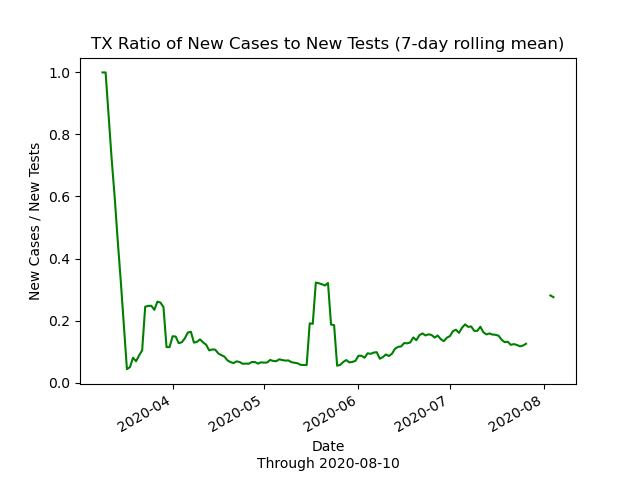 TX Ratio of New Cases to New Tests (7-day rolling mean)
New Cases / New Tests
1.0
0.8
0.6
0.4
0.2
0.0
2020-04
2020-05
2020-06
2020-07
2020-08
Date
Through 2020-08-10